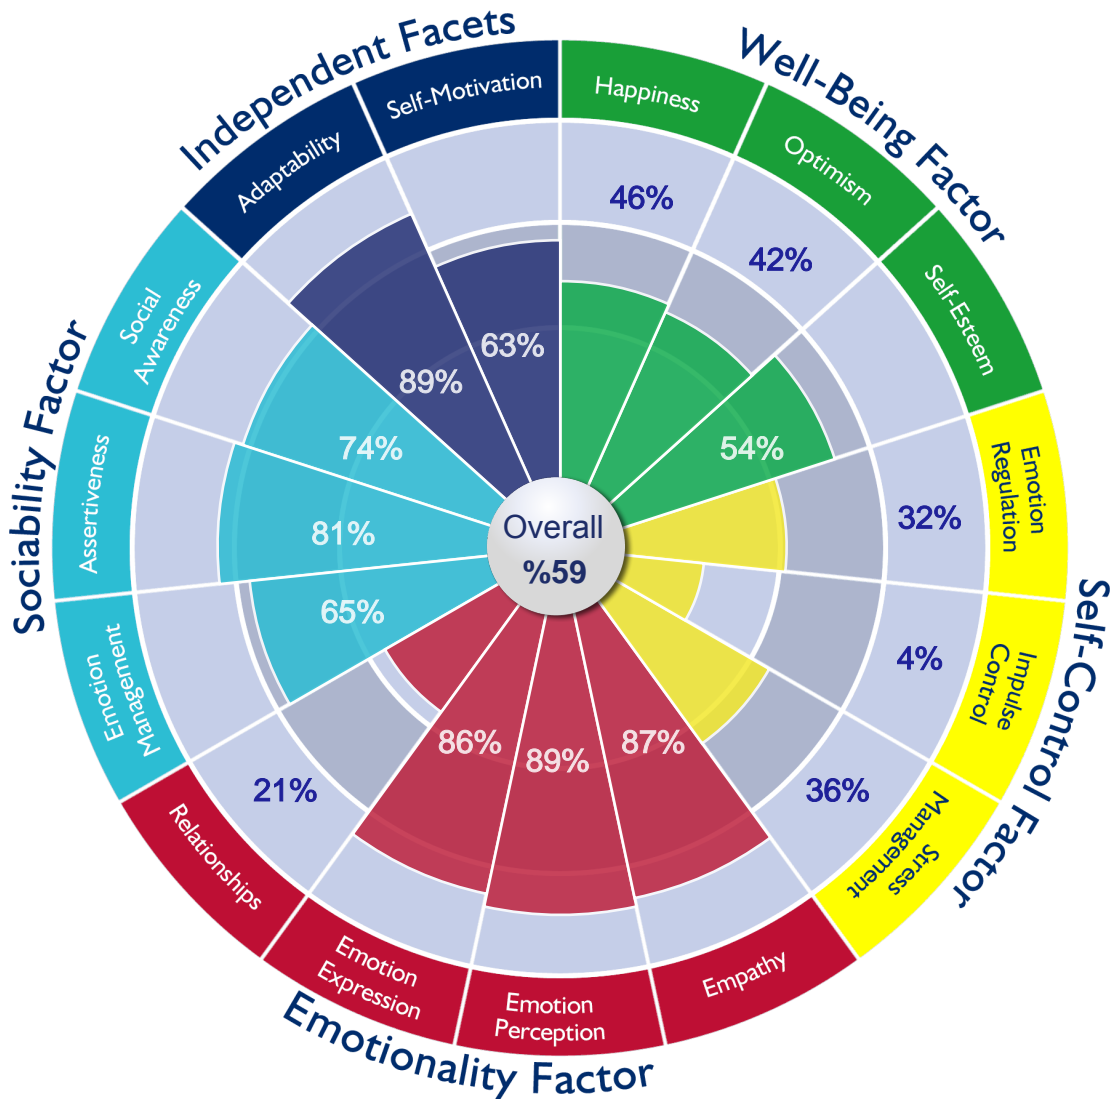 Independent Facets
Well-Being Factor
Self-Motivation
Happiness
Adaptability
Optimism
46%
42%
Social
Awareness
Self-Esteem
63%
89%
74%
54%
Sociability Factor
Assertiveness
81%
Overall
%59
32%
Emotion
Regulation
65%
4%
Self-Control Factor
Emotion
Management
Impulse
Control
86%
89%
87%
21%
36%
Stress
Management
Relationships
Emotion
Expression
Emotion
Perception
Empathy
Emotionality Factor